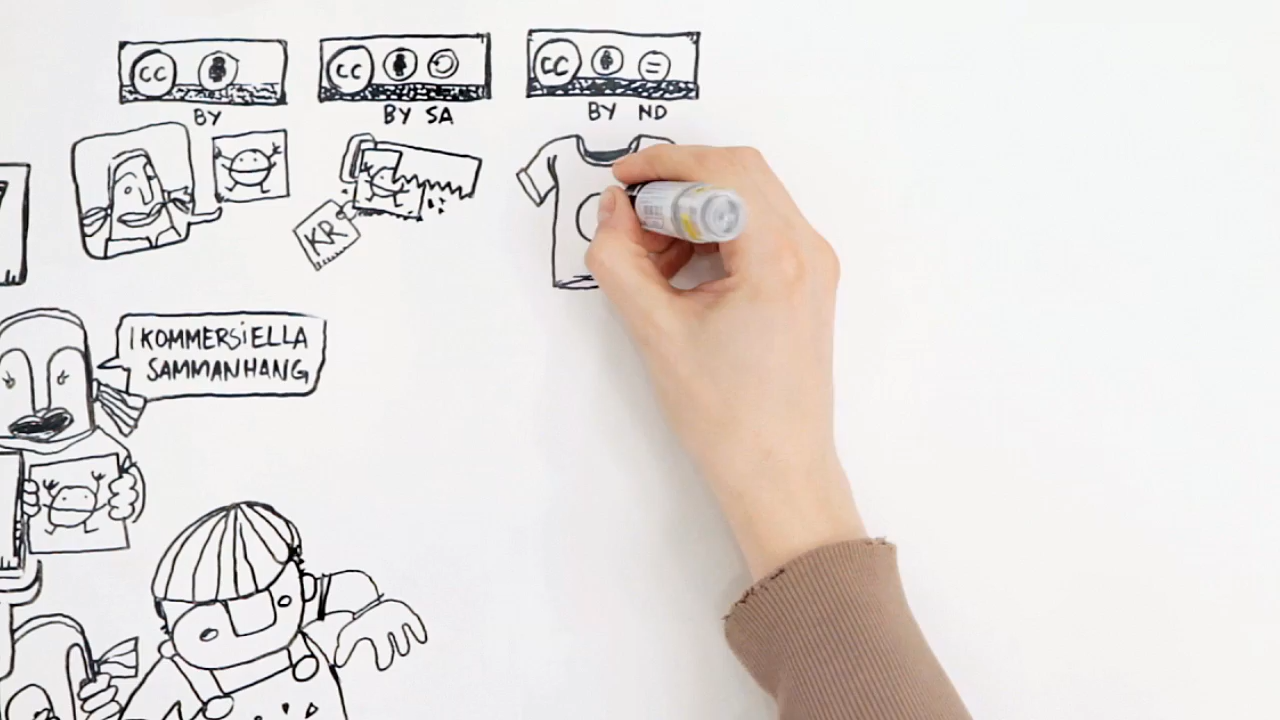 CC
BY
CC
BY SA
CC =
BY ND
KR
I KOMMERSIELLA
SAMMANHANG